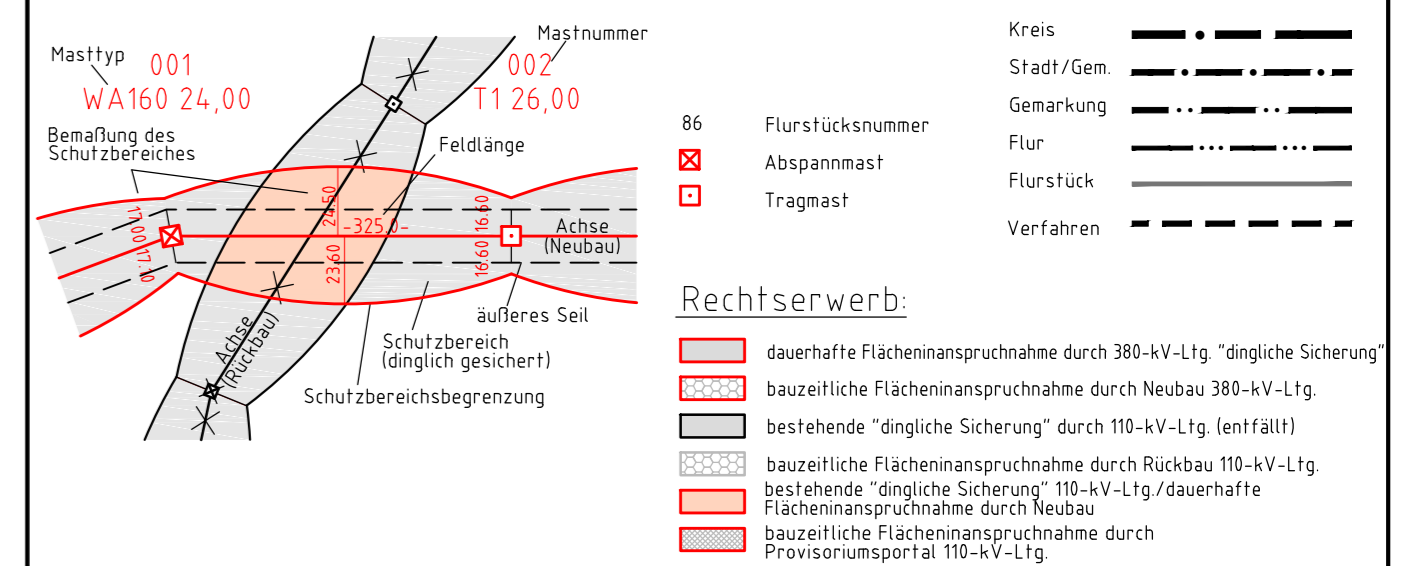 Masttyp
001
WA160 24,00
Mastnummer
002
T1 26,00
Bemaßung des
Schutzbereiches
Feldlänge
24.50
-325.0-
23.60
17.00
17.10
16.60
16.60
Achse
(Neubau)
äußeres Seil
Schutzbereich
(dinglich gesichert)
Schutzbereichsbegrenzung
Achse
(Rückbau)
86
Flurstücksnummer
Abspannmast
Tragmast
Kreis
Stadt/Gem.
Gemarkung
Flur
Flurstück
Verfahren
Rechtserwerb:
dauerhafte Flächeninanspruchnahme durch 380-kV-Ltg. "dingliche Sicherung"
bauzeitliche Flächeninanspruchnahme durch Neubau 380-kV-Ltg.
bestehende "dingliche Sicherung" durch 110-kV-Ltg. (entfällt)
bauzeitliche Flächeninanspruchnahme durch Rückbau 110-kV-Ltg.
bestehende "dingliche Sicherung" 110-kV-Ltg./dauerhafte
Flächeninanspruchnahme durch Neubau
bauzeitliche Flächeninanspruchnahme durch
Provisoriumsportal 110-kV-Ltg.